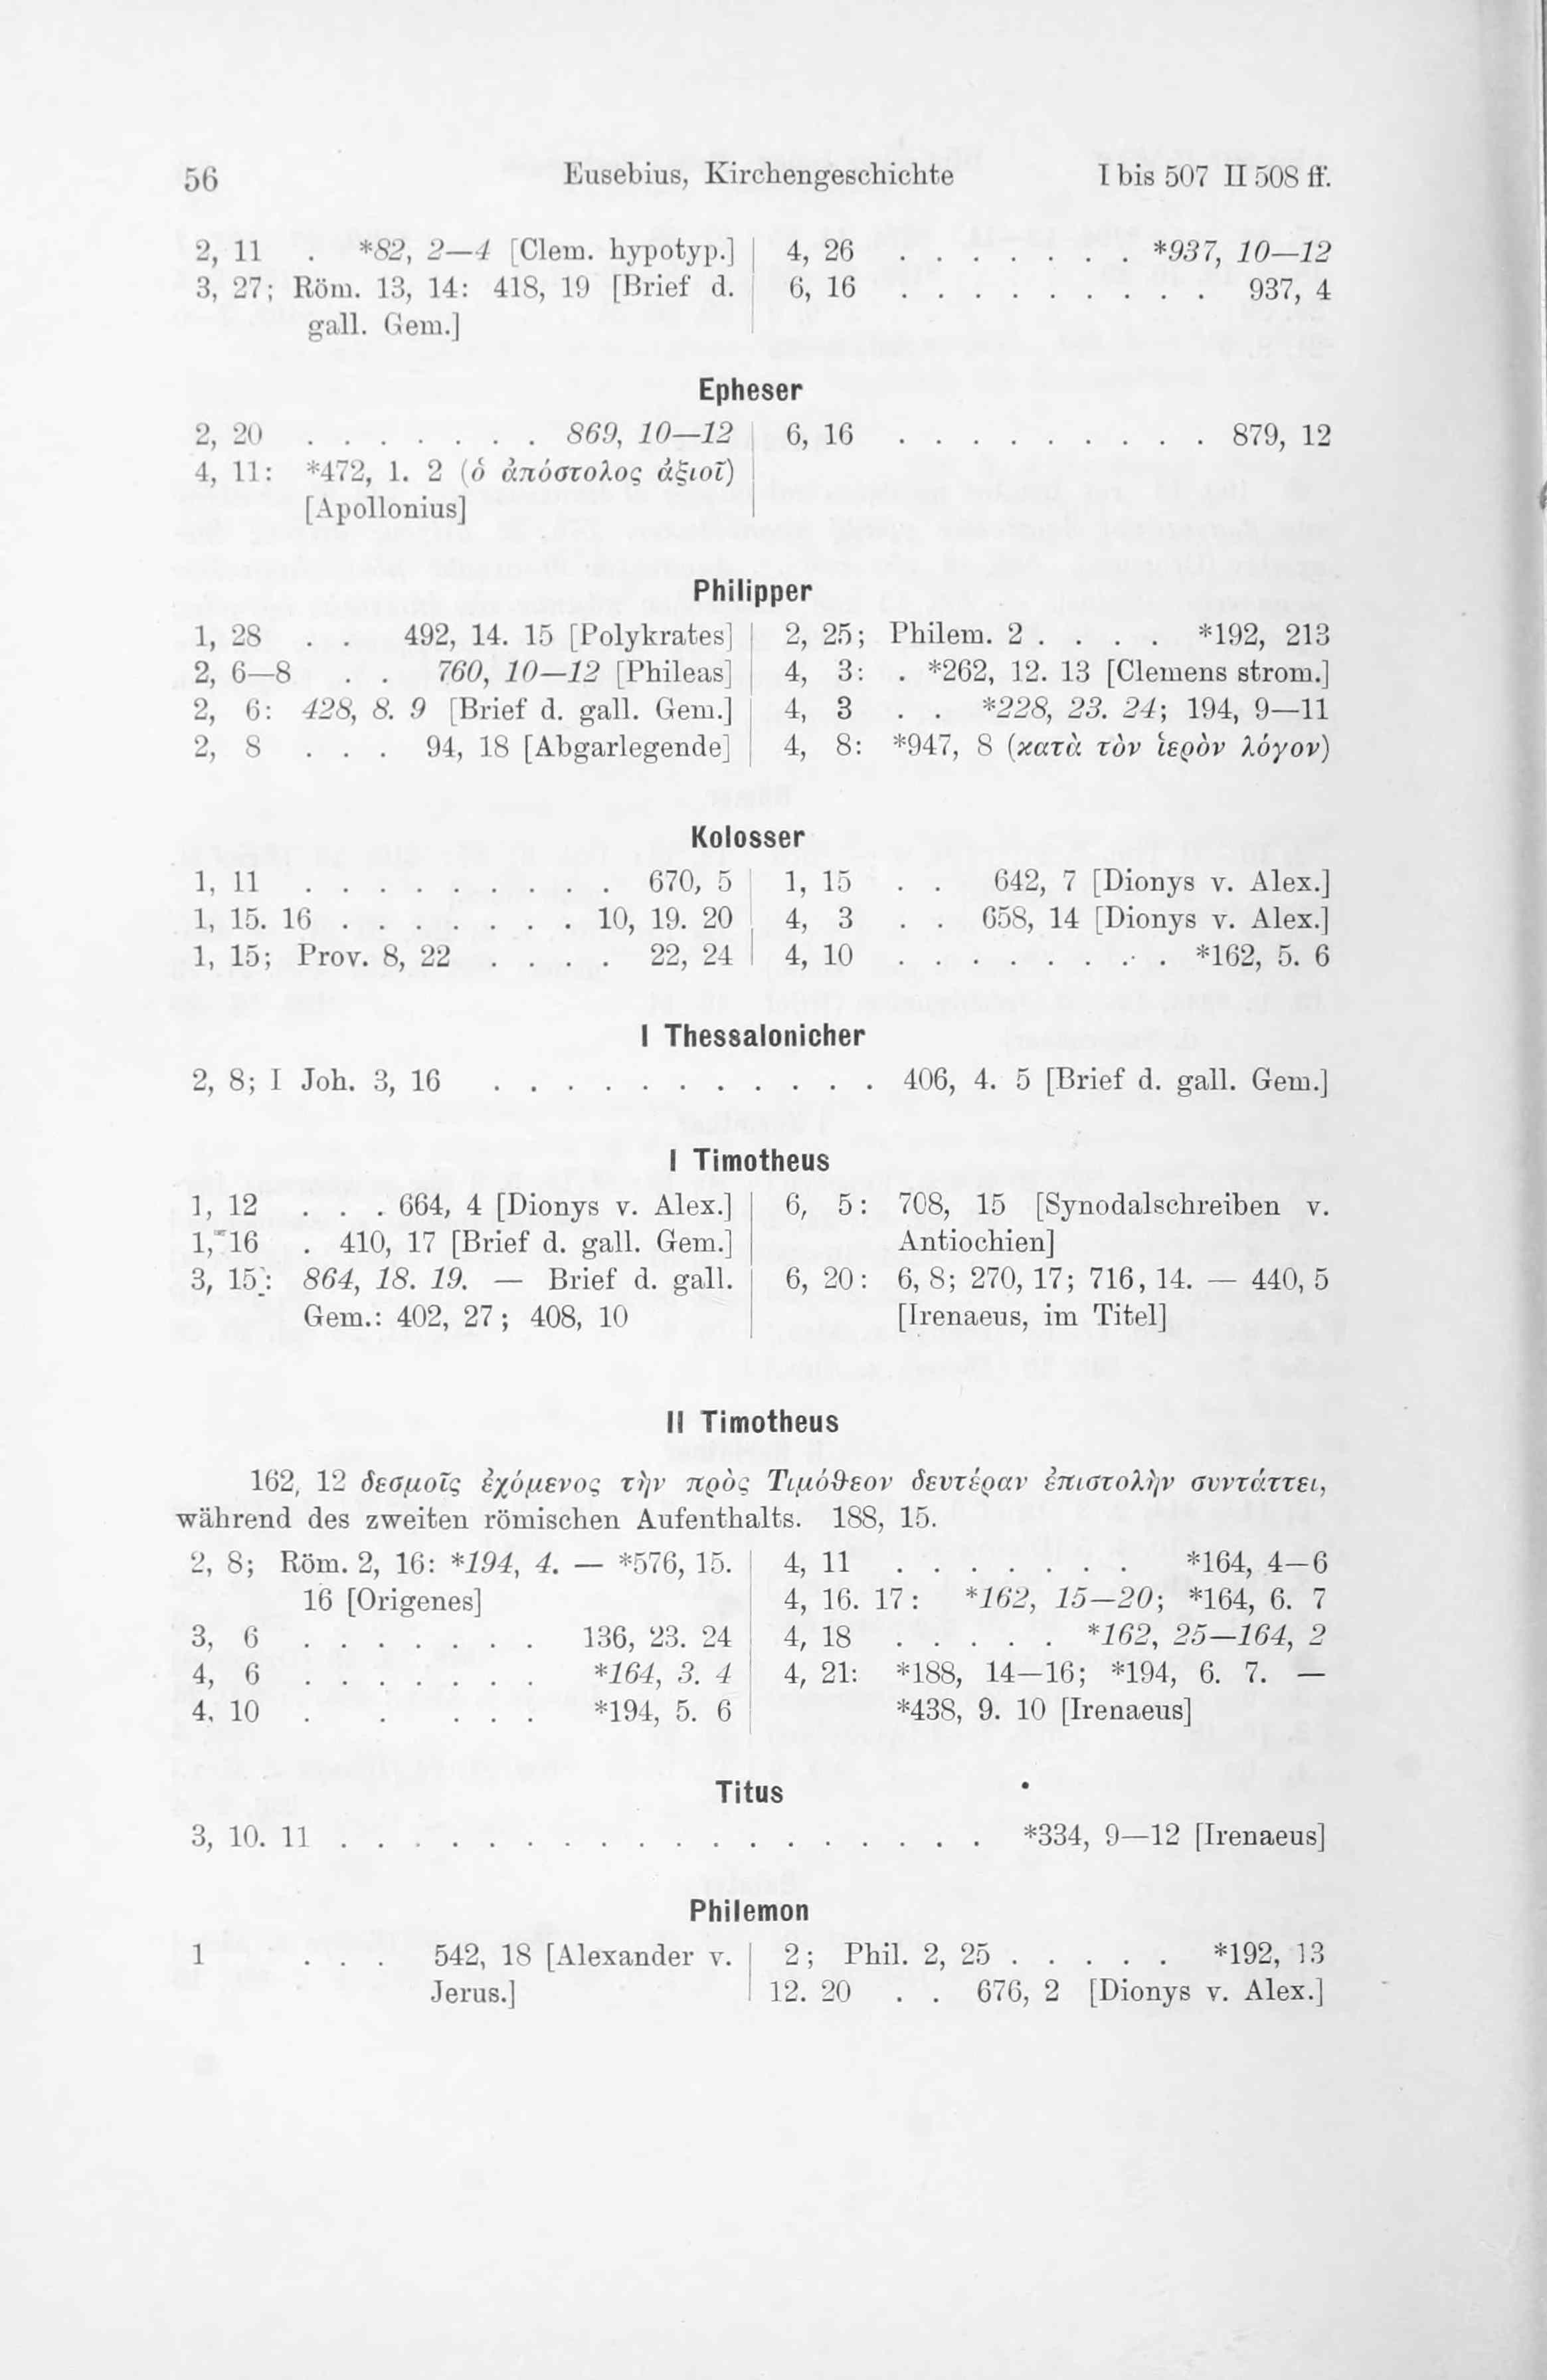 56 Eusebius, Kirchengeschichte I bis 507 II 508 ff.
2, 11 . *82, 2—4 [Clem. hypotyp.]
3, 27; Röm. 13, 14: 418, 19 [Brief d.
gall. Gem.]
4, 26 . . . . . . . *937, 10—12
6, 16 . . . . . . . . . 937, 4
Epheser
2, 20 . . . . . . . 869, 10—12
4, 11: *472, 1. 2 (ὁ ἀπόστολος ἀξιοῖ)
[Apollonius]
6, 16 . . . . . . . . . 879, 12
Philipper
1, 28 . . 492, 14. 15 [Polykrates]
2, 6—8 . . 760, 10—12 [Phileas]
2, 6: 428, 8. 9 [Brief d. gall. Gem.]
2, 8 . . . 94, 18 [Abgarlegende]
2, 25; Philem. 2 . . . . *192, 213
4, 3: . *262, 12. 13 [Clemens strom.]
4, 3 . . *228, 23. 24; 194, 9—11
4, 8: *947, 8 (κατὰ τὸν ἱερὸν λόγον)
Kolosser
1, 11 . . . . . . . . . 670, 5
1, 15. 16 . . . . . . . 10, 19. 20
1, 15; Prov. 8, 22 . . . . 22, 24
1, 15 . . 642, 7 [Dionys v. Alex.]
4, 3 . . 658, 14 [Dionys v. Alex.]
4, 10 . . . . . . . . *162, 5. 6
I Thessalonicher
2, 8; I Joh. 3, 16 . . . . . . . . . . . 406, 4. 5 [Brief d. gall. Gem.]
I Timotheus
1, 12 . . . 664, 4 [Dionys v. Alex.]
1, 16 . 410, 17 [Brief d. gall. Gem.]
3, 15: 864, 18. 19. — Brief d. gall.
Gem.: 402, 27; 408, 10
6, 5: 708, 15 [Synodalschreiben v.
Antiochien]
6, 20: 6, 8; 270, 17; 716, 14. — 440, 5
[Irenaeus, im Titel]
II Timotheus
162, 12 δεσμοῖς ἐχόμενος τὴν πρὸς Τιμόθεον δευτέραν ἐπιστολὴν συντάττει,
während des zweiten römischen Aufenthalts. 188, 15.
2, 8; Röm. 2, 16: *194, 4. — *576, 15.
16 [Origenes]
3, 6 . . . . . . . 136, 23. 24
4, 6 . . . . . . . *164, 3. 4
4, 10 . . . . . *194, 5. 6
4, 11 . . . . . . . *164, 4—6
4, 16. 17: *162, 15—20; *164, 6. 7
4, 18 . . . . . *162, 25—164, 2
4, 21: *188, 14—16; *194, 6. 7. —
*438, 9. 10 [Irenaeus]
Titus
3, 10. 11 . . . . . . . . . . . . . . . . . . *334, 9—12 [Irenaeus]
Philemon
1 . . . 542, 18 [Alexander v.
Jerus.]
2; Phil. 2, 25 . . . . . *192, 13
12. 20 . . 676, 2 [Dionys v. Alex.]